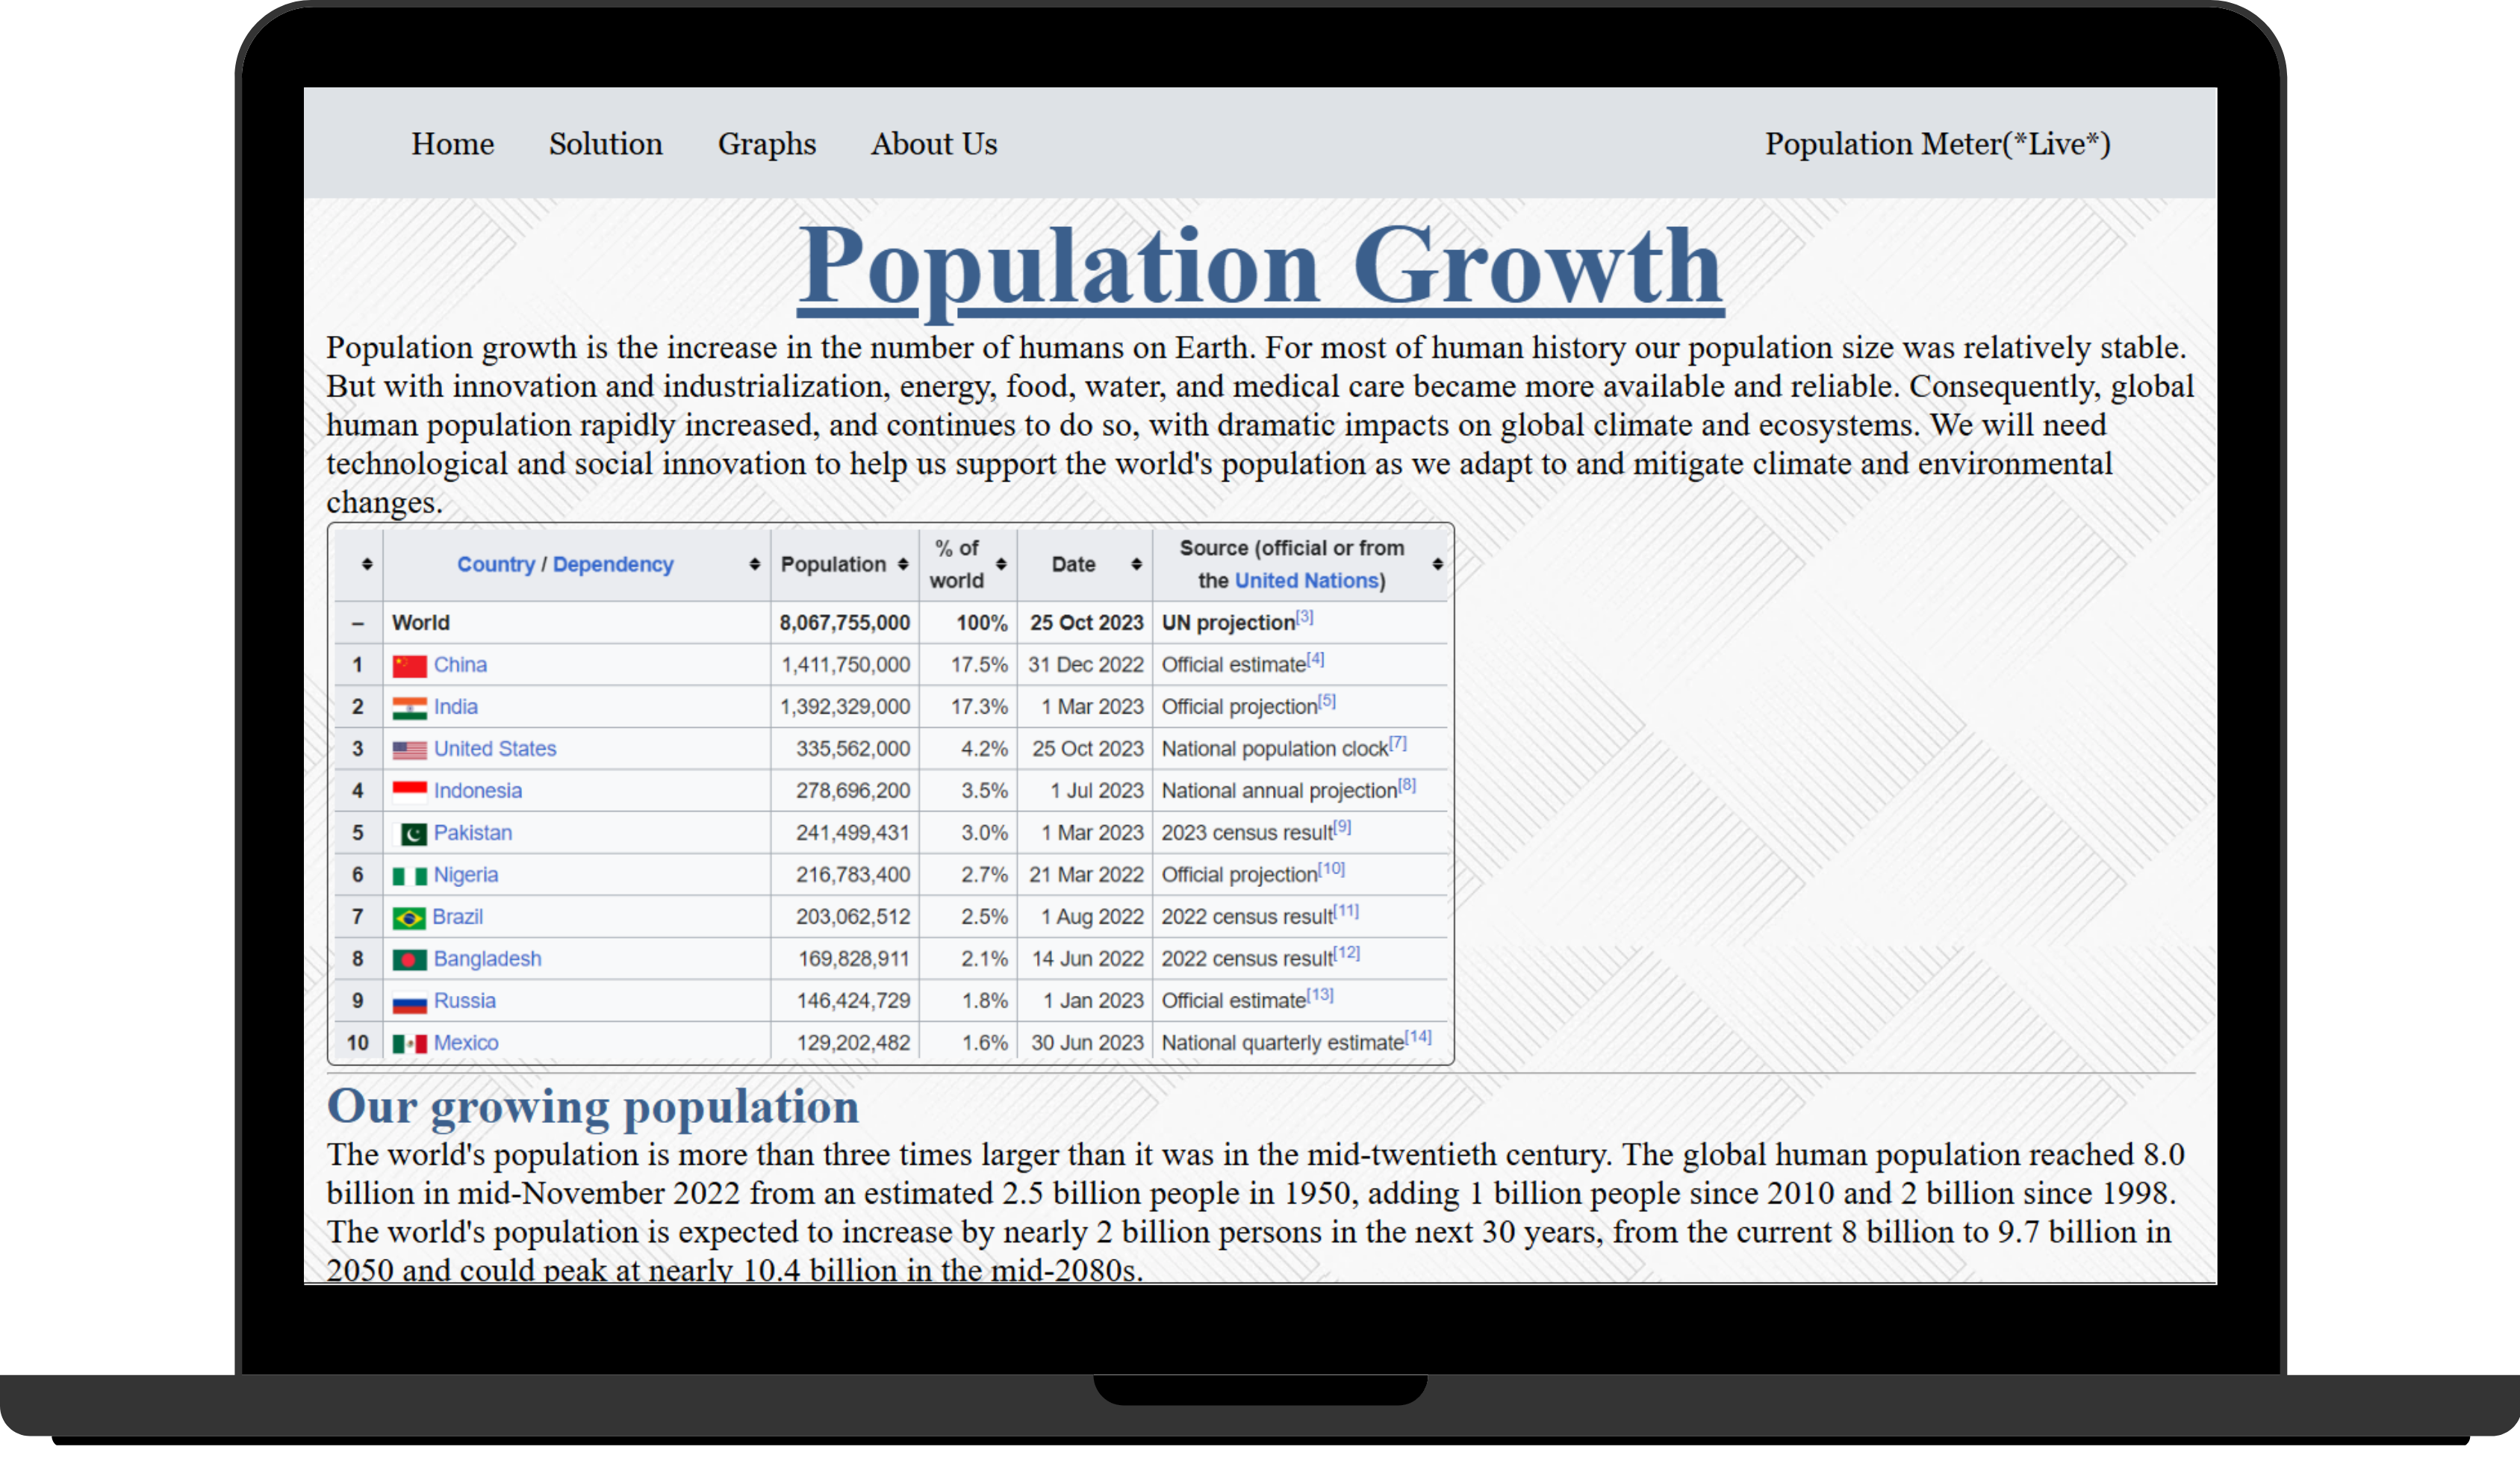 Home Solution Graphs About Us Population Meter(*Live*)
Population Growth
Population growth is the increase in the number of humans on Earth. For most of human history our population size was relatively stable.
But with innovation and industrialization, energy, food, water, and medical care became more available and reliable. Consequently, global
human population rapidly increased, and continues to do so, with dramatic impacts on global climate and ecosystems. We will need
technological and social innovation to help us support the world's population as we adapt to and mitigate climate and environmental
changes.
Country / Dependency Population % of world Date Source (official or from the United Nations)
– World 8,067,755,000 100% 25 Oct 2023 UN projection[3]
1 China 1,411,750,000 17.5% 31 Dec 2022 Official estimate[4]
2 India 1,392,329,000 17.3% 1 Mar 2023 Official projection[5]
3 United States 335,562,000 4.2% 25 Oct 2023 National population clock[7]
4 Indonesia 278,696,200 3.5% 1 Jul 2023 National annual projection[8]
5 Pakistan 241,499,431 3.0% 1 Mar 2023 2023 census result[9]
6 Nigeria 216,783,400 2.7% 21 Mar 2022 Official projection[10]
7 Brazil 203,062,512 2.5% 1 Aug 2022 2022 census result[11]
8 Bangladesh 169,828,911 2.1% 14 Jun 2022 2022 census result[12]
9 Russia 146,424,729 1.8% 1 Jan 2023 Official estimate[13]
10 Mexico 129,202,482 1.6% 30 Jun 2023 National quarterly estimate[14]
Our growing population
The world's population is more than three times larger than it was in the mid-twentieth century. The global human population reached 8.0
billion in mid-November 2022 from an estimated 2.5 billion people in 1950, adding 1 billion people since 2010 and 2 billion since 1998.
The world's population is expected to increase by nearly 2 billion persons in the next 30 years, from the current 8 billion to 9.7 billion in
2050 and could peak at nearly 10.4 billion in the mid-2080s.